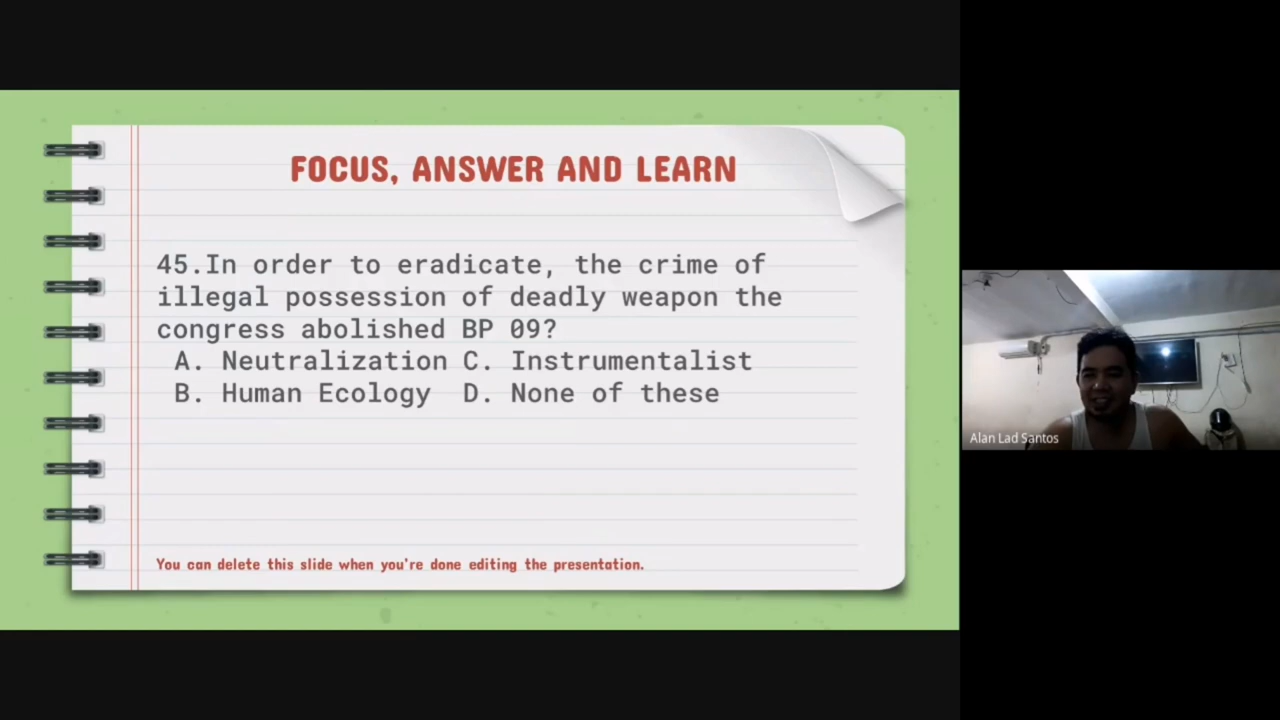 FOCUS, ANSWER AND LEARN
45.In order to eradicate, the crime of
illegal possession of deadly weapon the
congress abolished BP 09?
A. Neutralization C. Instrumentalist
B. Human Ecology D. None of these
You can delete this slide when you're done editing the presentation.
Alan Lad Santos